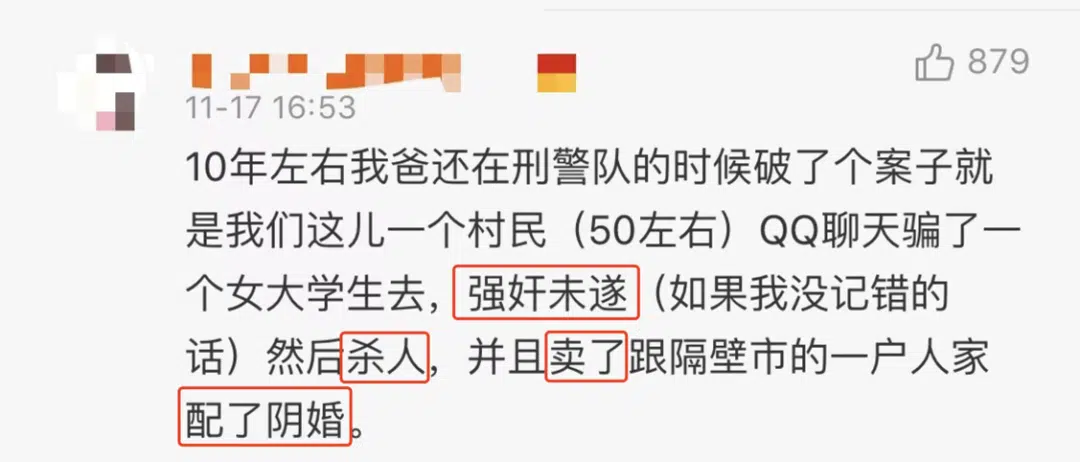 879
11-17 16:53
10年左右我爸还在刑警队的时候破了个案子就
是我们这儿一个村民（50左右）QQ聊天骗了一
个女大学生去，强奸未遂（如果我没记错的
话）然后杀人，并且卖了跟隔壁市的一户人家
配了阴婚。